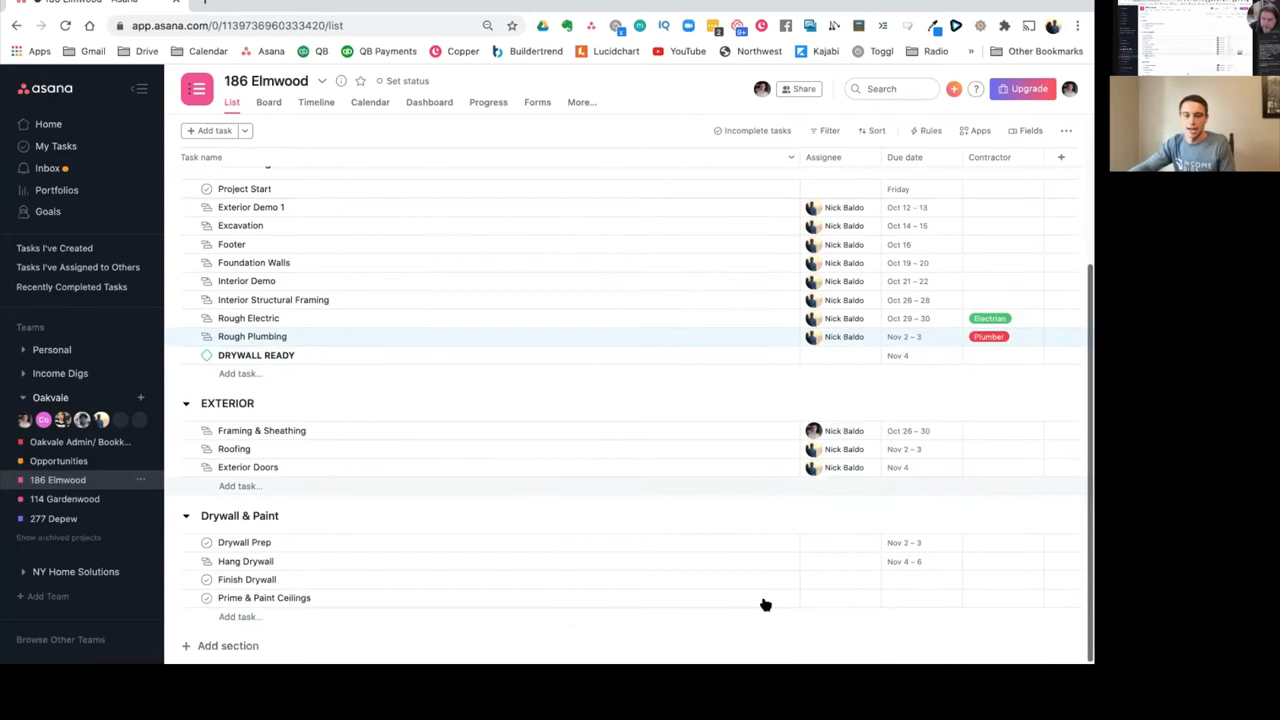 186 Elmwood - Asana
app.asana.com/0/1139736960313420/list
Apps Gmail Drive Calendar Asana QB QB Payments Copper Trend Lucidchart YouTube Northwest Kajabi Toggl Radio » Other Bookmarks
asana
186 Elmwood Set status Share Search ? Upgrade
List Board Timeline Calendar Dashboard Progress Forms More...
Home
My Tasks
Inbox
Portfolios
Goals
Tasks I've Created
Tasks I've Assigned to Others
Recently Completed Tasks
Teams
Personal
Income Digs
Oakvale +
Co
Oakvale Admin/ Bookk...
Opportunities
186 Elmwood ...
114 Gardenwood
277 Depew
Show archived projects
NY Home Solutions
+ Add Team
Browse Other Teams
+ Add task Incomplete tasks Filter Sort Rules Apps Fields ...
Task name Assignee Due date Contractor +
Project Start Friday
Exterior Demo 1 Nick Baldo Oct 12 – 13
Excavation Nick Baldo Oct 14 – 15
Footer Nick Baldo Oct 16
Foundation Walls Nick Baldo Oct 19 – 20
Interior Demo Nick Baldo Oct 21 – 22
Interior Structural Framing Nick Baldo Oct 26 – 28
Rough Electric Nick Baldo Oct 29 – 30 Electrian
Rough Plumbing Nick Baldo Nov 2 – 3 Plumber
DRYWALL READY Nov 4
Add task...
EXTERIOR
Framing & Sheathing Nick Baldo Oct 26 – 30
Roofing Nick Baldo Nov 2 – 3
Exterior Doors Nick Baldo Nov 4
Add task...
Drywall & Paint
Drywall Prep Nov 2 – 3
Hang Drywall Nov 4 – 6
Finish Drywall
Prime & Paint Ceilings
Add task...
+ Add section
INCOME